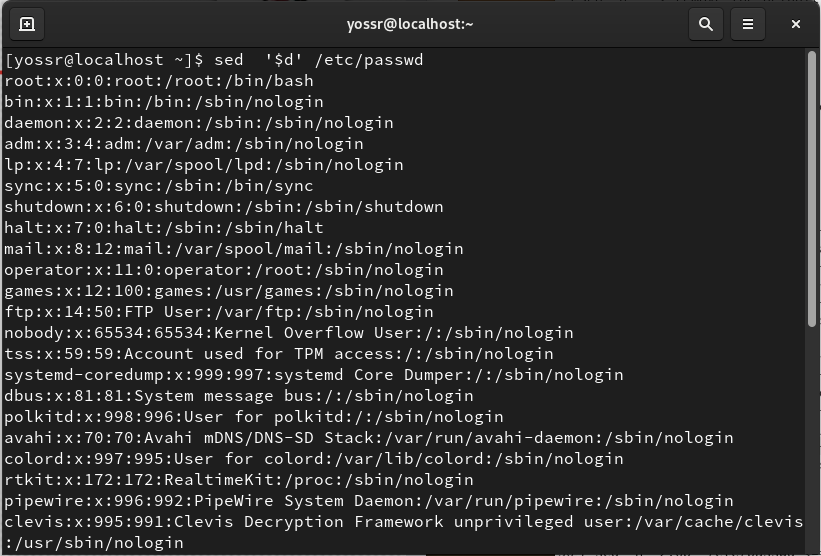 yossr@localhost:~
[yossr@localhost ~]$ sed  '$d' /etc/passwd
root:x:0:0:root:/root:/bin/bash
bin:x:1:1:bin:/bin:/sbin/nologin
daemon:x:2:2:daemon:/sbin:/sbin/nologin
adm:x:3:4:adm:/var/adm:/sbin/nologin
lp:x:4:7:lp:/var/spool/lpd:/sbin/nologin
sync:x:5:0:sync:/sbin:/bin/sync
shutdown:x:6:0:shutdown:/sbin:/sbin/shutdown
halt:x:7:0:halt:/sbin:/sbin/halt
mail:x:8:12:mail:/var/spool/mail:/sbin/nologin
operator:x:11:0:operator:/root:/sbin/nologin
games:x:12:100:games:/usr/games:/sbin/nologin
ftp:x:14:50:FTP User:/var/ftp:/sbin/nologin
nobody:x:65534:65534:Kernel Overflow User:/:/sbin/nologin
tss:x:59:59:Account used for TPM access:/:/sbin/nologin
systemd-coredump:x:999:997:systemd Core Dumper:/:/sbin/nologin
dbus:x:81:81:System message bus:/:/sbin/nologin
polkitd:x:998:996:User for polkitd:/:/sbin/nologin
avahi:x:70:70:Avahi mDNS/DNS-SD Stack:/var/run/avahi-daemon:/sbin/nologin
colord:x:997:995:User for colord:/var/lib/colord:/sbin/nologin
rtkit:x:172:172:RealtimeKit:/proc:/sbin/nologin
pipewire:x:996:992:PipeWire System Daemon:/var/run/pipewire:/sbin/nologin
clevis:x:995:991:Clevis Decryption Framework unprivileged user:/var/cache/clevis
:/usr/sbin/nologin